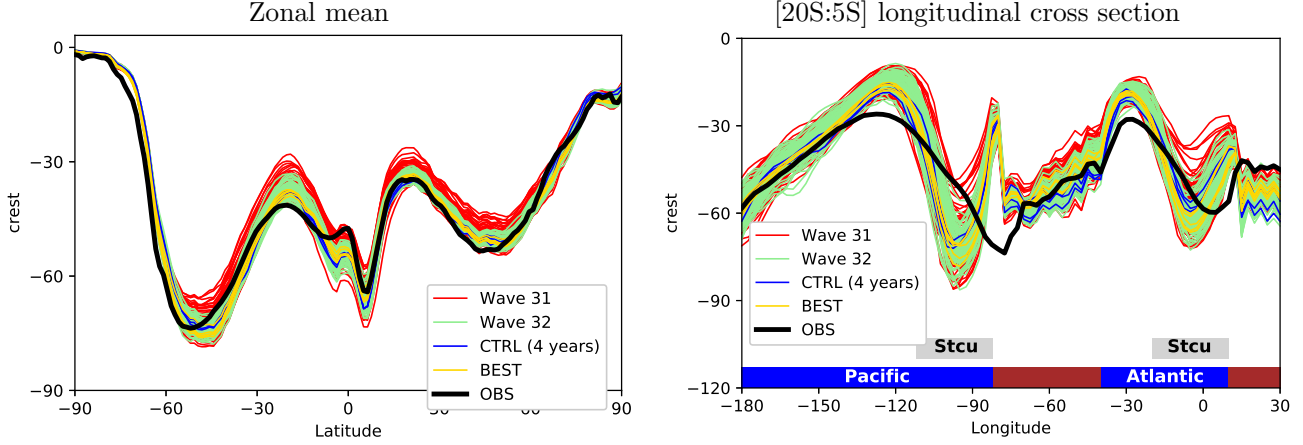 Zonal mean
0
−30
−60
−90
crest
−90
−60
−30
0
30
60
90
Latitude
Wave 31
Wave 32
CTRL (4 years)
BEST
OBS
[20S:5S] longitudinal cross section
0
−30
−60
−90
−120
crest
Wave 31
Wave 32
CTRL (4 years)
BEST
OBS
Stcu
Stcu
Pacific
Atlantic
−180
−150
−120
−90
−60
−30
0
30
Longitude